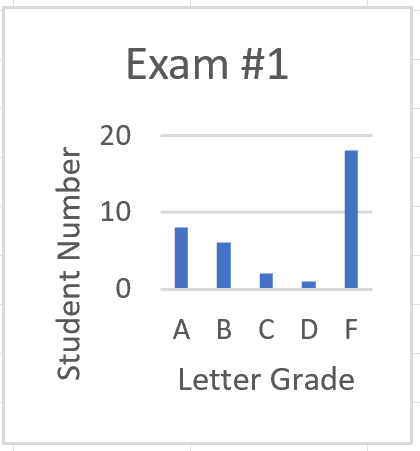 Exam #1
Student Number
20
10
0
A B C D F
Letter Grade